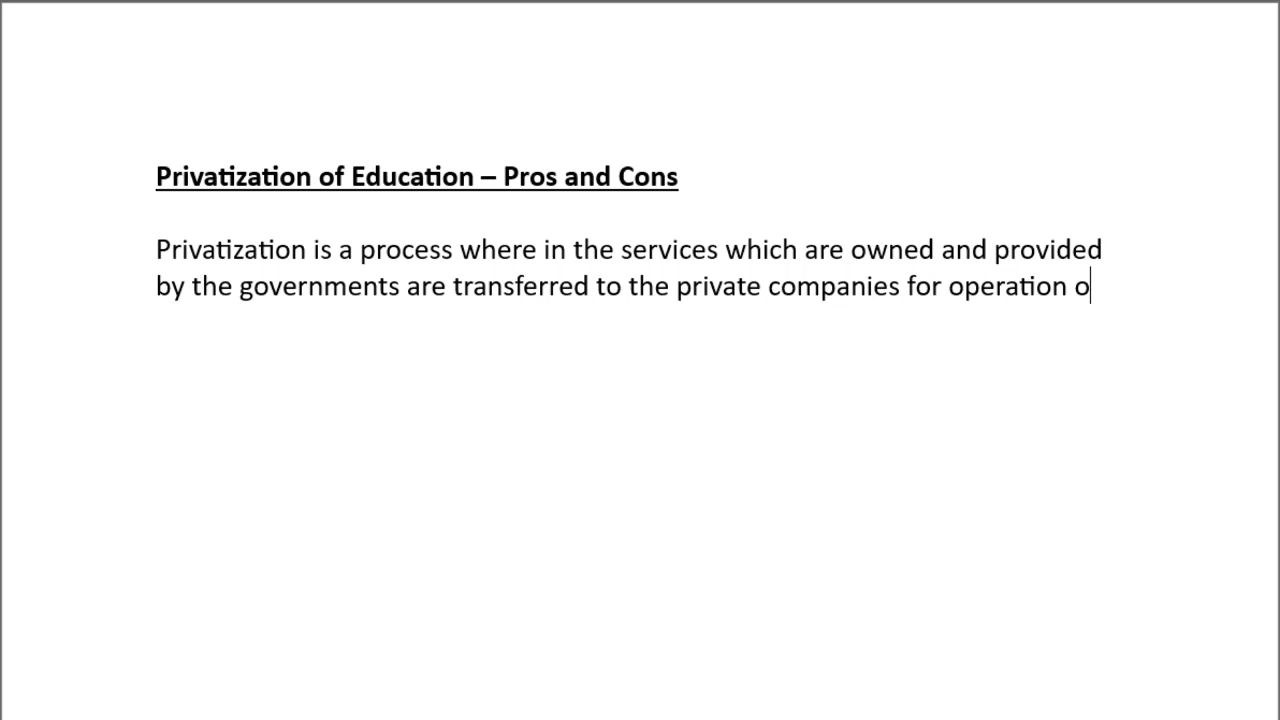 Privatization of Education – Pros and Cons
Privatization is a process where in the services which are owned and provided
by the governments are transferred to the private companies for operation o